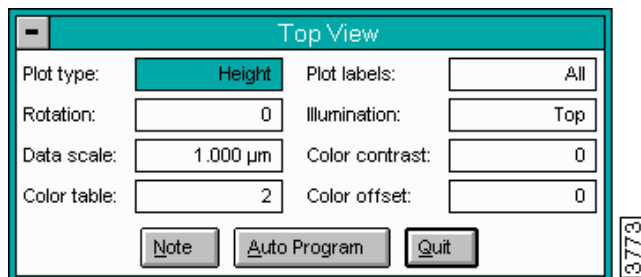 Top View
Plot type: Height Plot labels: All
Rotation: 0 Illumination: Top
Data scale: 1.000 µm Color contrast: 0
Color table: 2 Color offset: 0
Note Auto Program Quit
3773